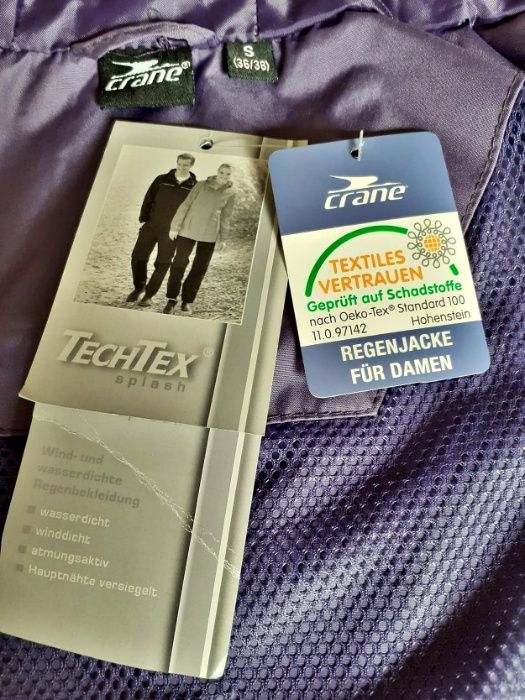 crane®
S
(36/38)
TECHTEX®
splash
Wind- und
wasserdichte
Regenbekleidung
wasserdicht
winddicht
atmungsaktiv
Hauptnähte versiegelt
crane®
TEXTILES
VERTRAUEN
Geprüft auf Schadstoffe
nach Oeko-Tex® Standard 100
11.0.97142 Hohenstein
REGENJACKE
FÜR DAMEN